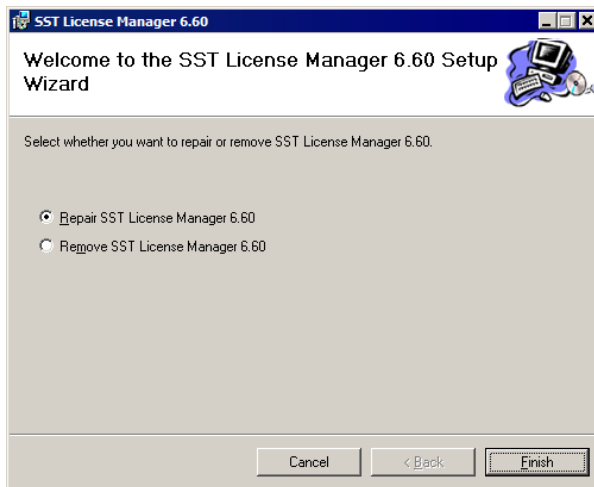 SST License Manager 6.60
Welcome to the SST License Manager 6.60 Setup
Wizard
Select whether you want to repair or remove SST License Manager 6.60.
Repair SST License Manager 6.60
Remove SST License Manager 6.60
Cancel
< Back
Finish